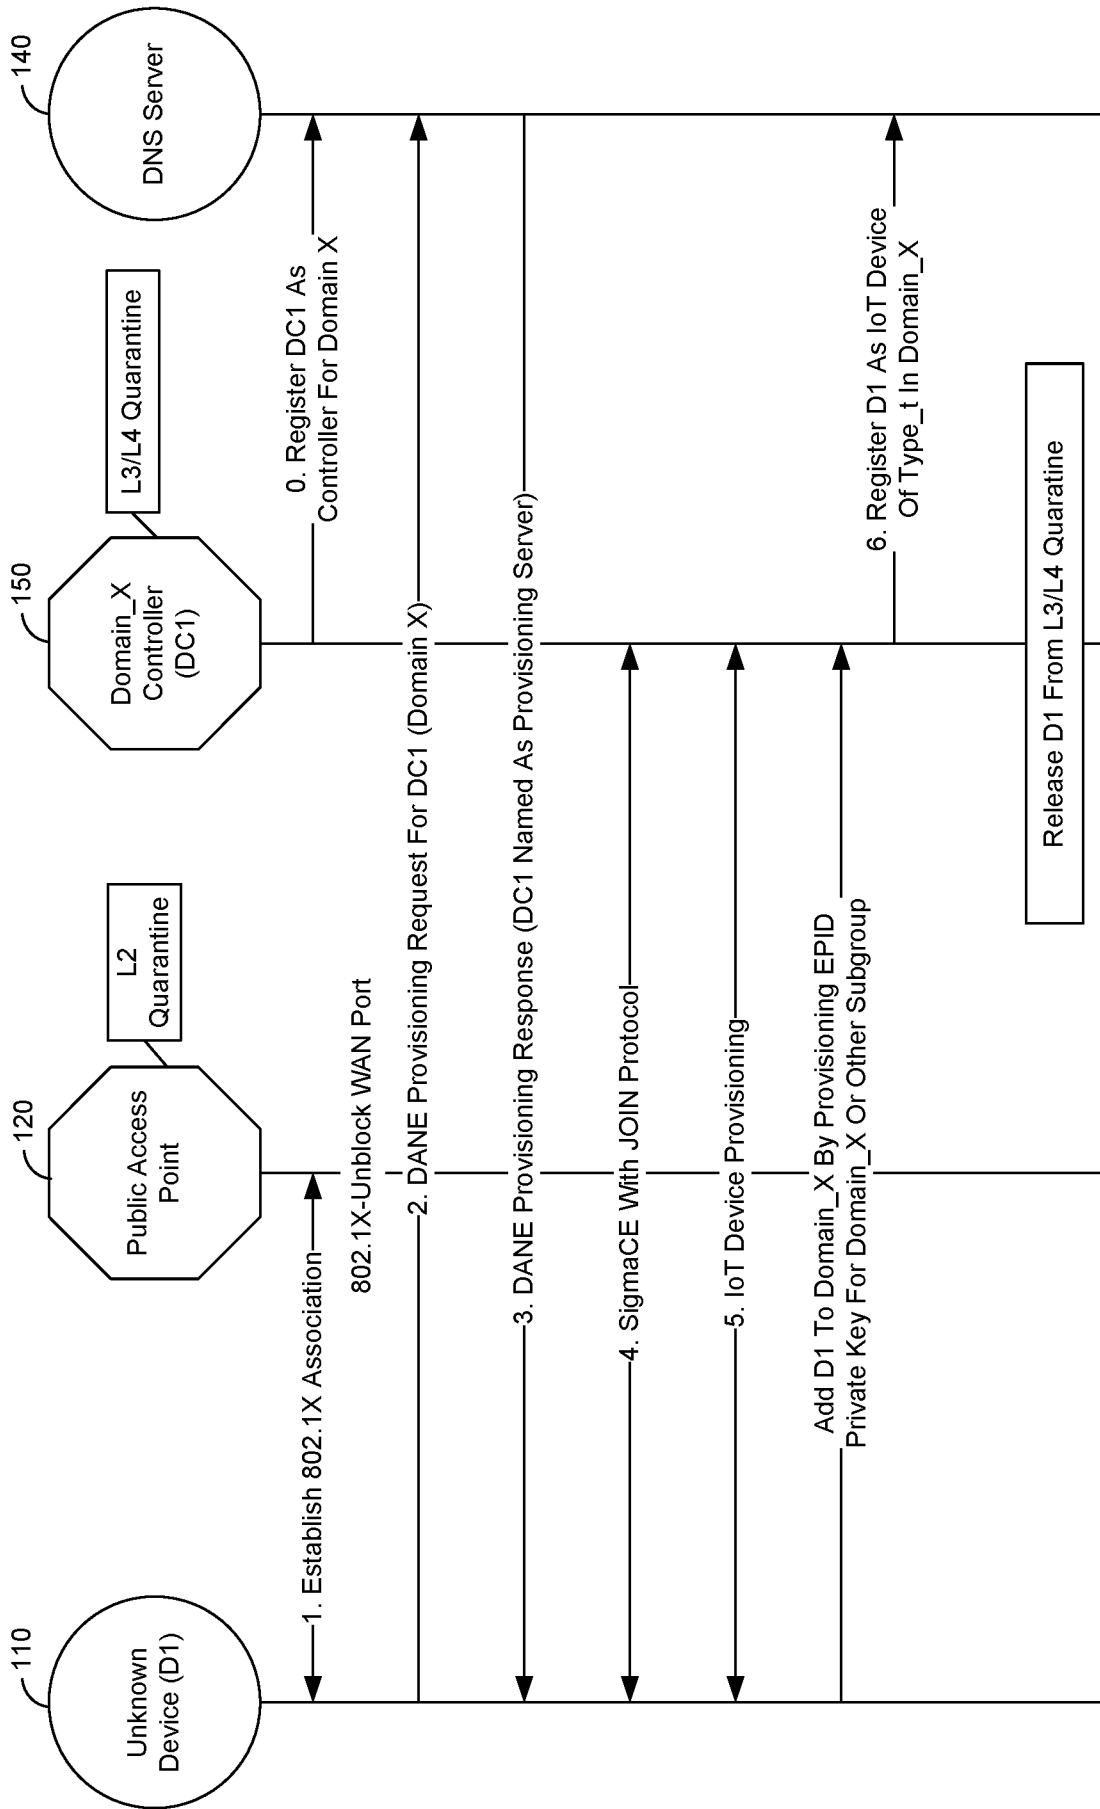 110
Unknown
Device (D1)
120
Public Access
Point
L2
Quarantine
150
Domain_X
Controller
(DC1)
L3/L4 Quarantine
140
DNS Server
0. Register DC1 As
Controller For Domain X
1. Establish 802.1X Association
802.1X-Unblock WAN Port
2. DANE Provisioning Request For DC1 (Domain X)
3. DANE Provisioning Response (DC1 Named As Provisioning Server)
4. SigmaCE With JOIN Protocol
5. IoT Device Provisioning
Add D1 To Domain_X By Provisioning EPID
Private Key For Domain_X Or Other Subgroup
6. Register D1 As IoT Device
Of Type_t In Domain_X
Release D1 From L3/L4 Quaratine